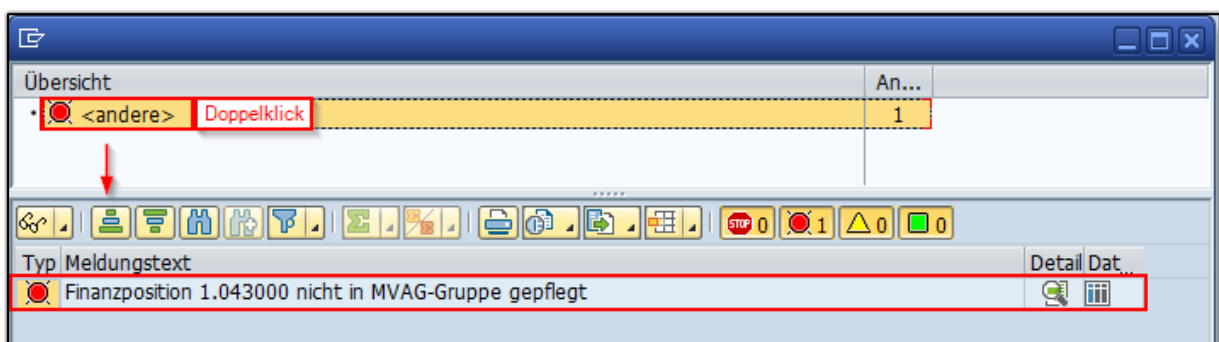 Übersicht An...
<andere> Doppelklick 1
STOP 0 1 0 0
Typ Meldungstext Detail Dat...
Finanzposition 1.043000 nicht in MVAG-Gruppe gepflegt